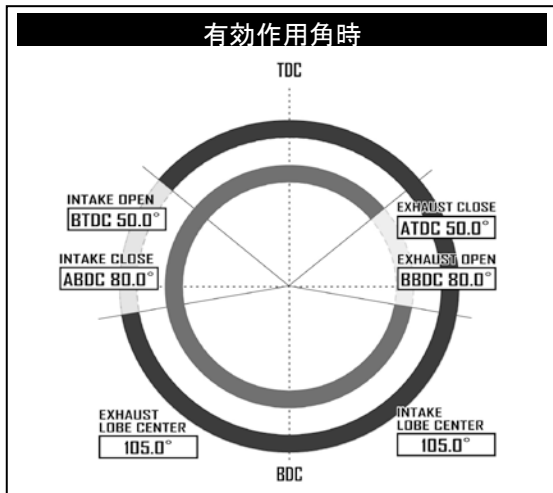 有効作用角時
TDC
INTAKE OPEN
BTDC 50.0°
EXHAUST CLOSE
ATDC 50.0°
INTAKE CLOSE
ABDC 80.0°
EXHAUST OPEN
BBDC 80.0°
EXHAUST
LOBE CENTER
105.0°
INTAKE
LOBE CENTER
105.0°
BDC